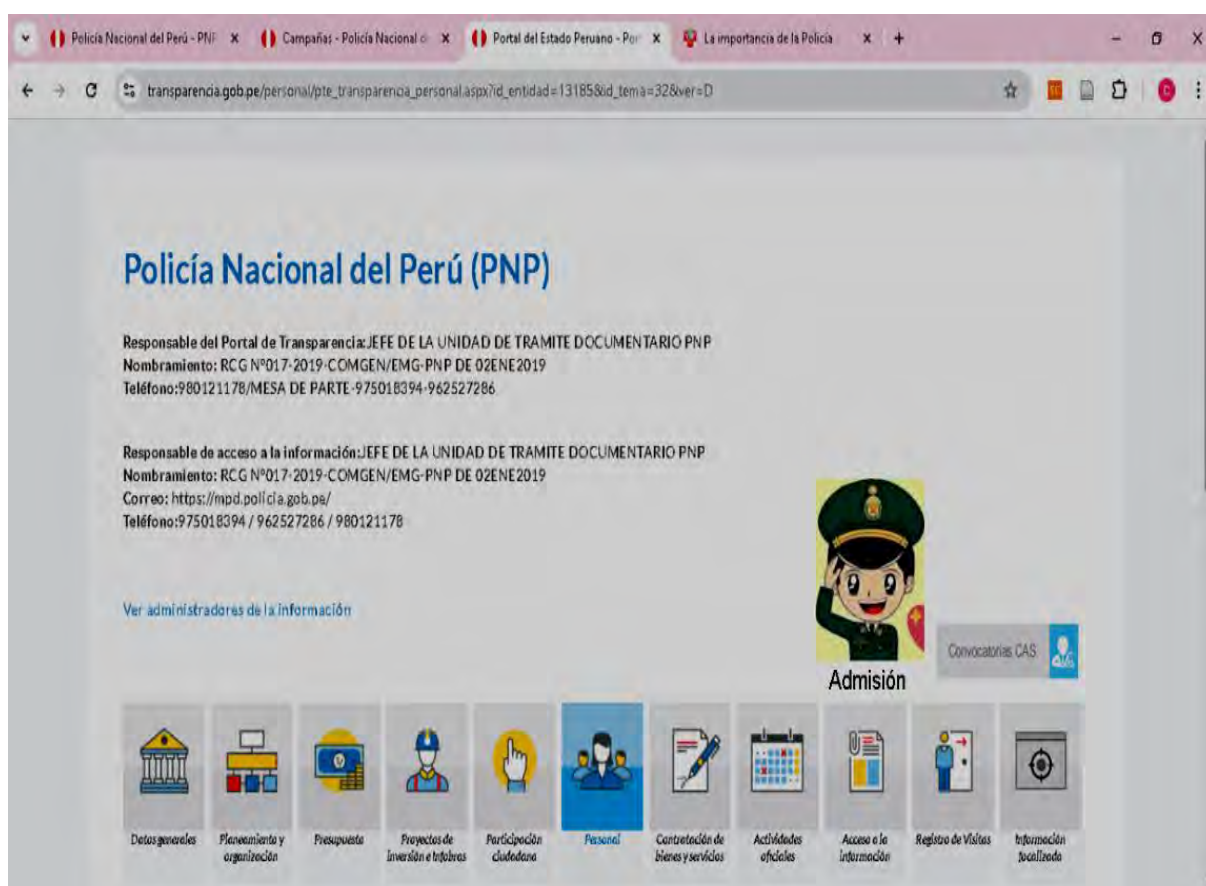 Policía Nacional del Perú - PNP
Campañas - Policía Nacional d
Portal del Estado Peruano - Por
La importancia de la Policía
transparencia.gob.pe/personal/pte_transparencia_personal.aspx?id_entidad=13185&id_tema=32&ver=D
Policía Nacional del Perú (PNP)
Responsable del Portal de Transparencia:JEFE DE LA UNIDAD DE TRAMITE DOCUMENTARIO PNP
Nombramiento: RCG Nº017-2019-COMGEN/EMG-PNP DE 02ENE2019
Teléfono:980121178/MESA DE PARTE-975018394-962527286
Responsable de acceso a la información:JEFE DE LA UNIDAD DE TRAMITE DOCUMENTARIO PNP
Nombramiento: RCG Nº017-2019-COMGEN/EMG-PNP DE 02ENE2019
Correo: https://mpd.policia.gob.pe/
Teléfono:975018394 / 962527286 / 980121178
Ver administradores de la información
Admisión
Convocatorias CAS
Datos generales
Planeamiento y organización
Presupuesto
Proyectos de inversión e Infobras
Participación ciudadana
Personal
Contratación de bienes y servicios
Actividades oficiales
Acceso a la información
Registro de Visitas
Información focalizada